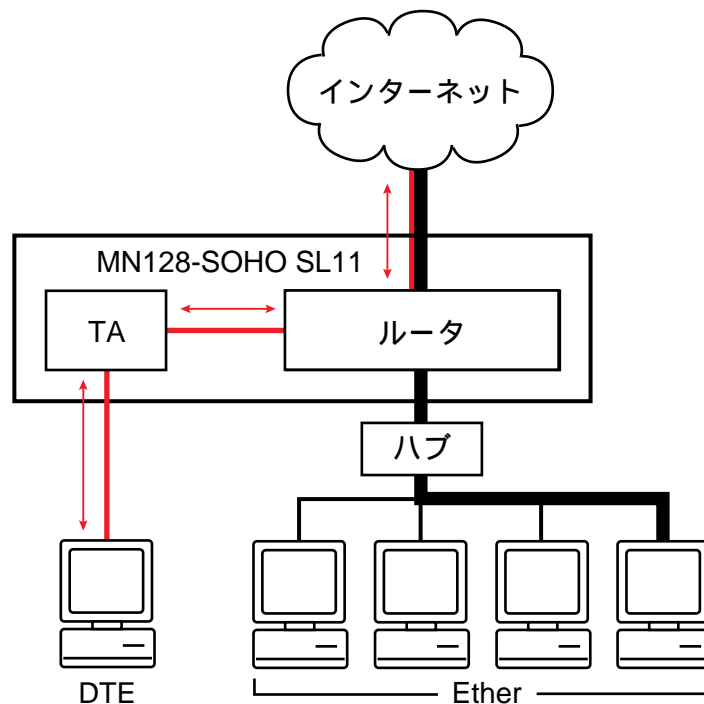 インターネット
MN128-SOHO SL11
TA
ルータ
ハブ
DTE
Ether